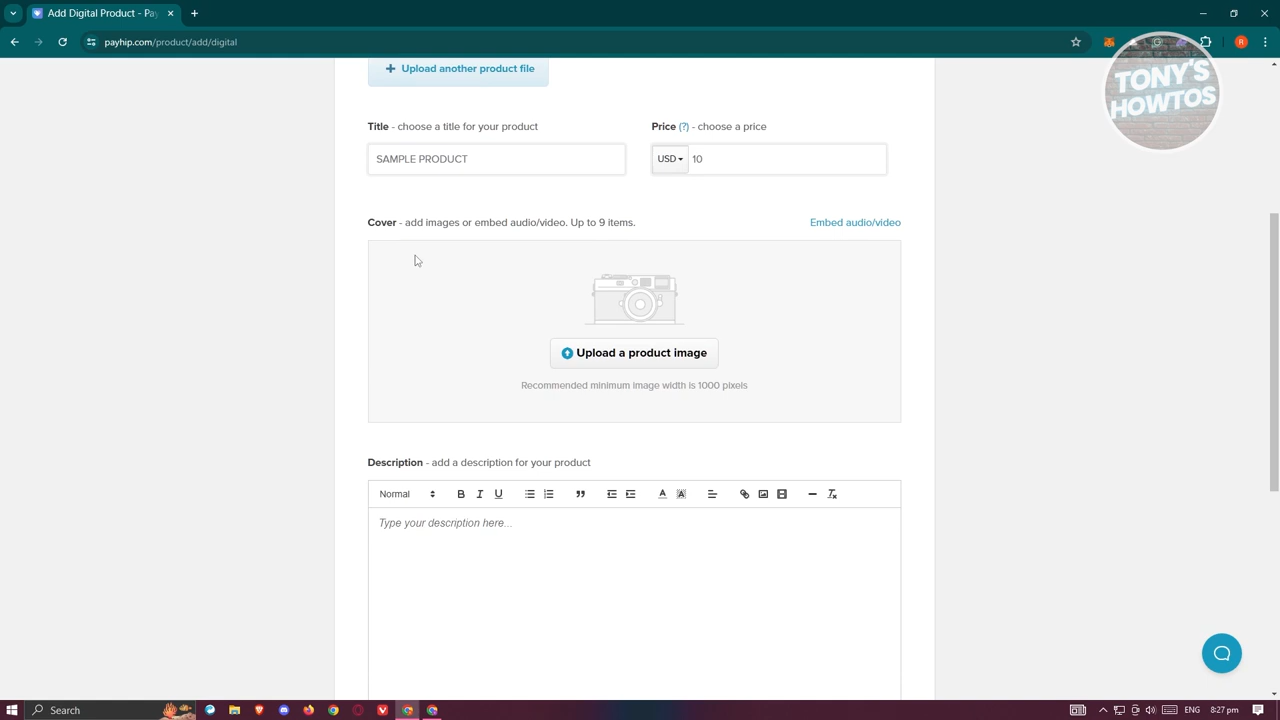 Add Digital Product - Pay
payhip.com/product/add/digital
R
TONY'S
HOWTOS
+ Upload another product file
Title - choose a title for your product
Price (?) - choose a price
SAMPLE PRODUCT
USD 10
Cover - add images or embed audio/video. Up to 9 items.
Embed audio/video
Upload a product image
Recommended minimum image width is 1000 pixels
Description - add a description for your product
Normal B I U A A
Type your description here...
Search
ENG 8:27 pm